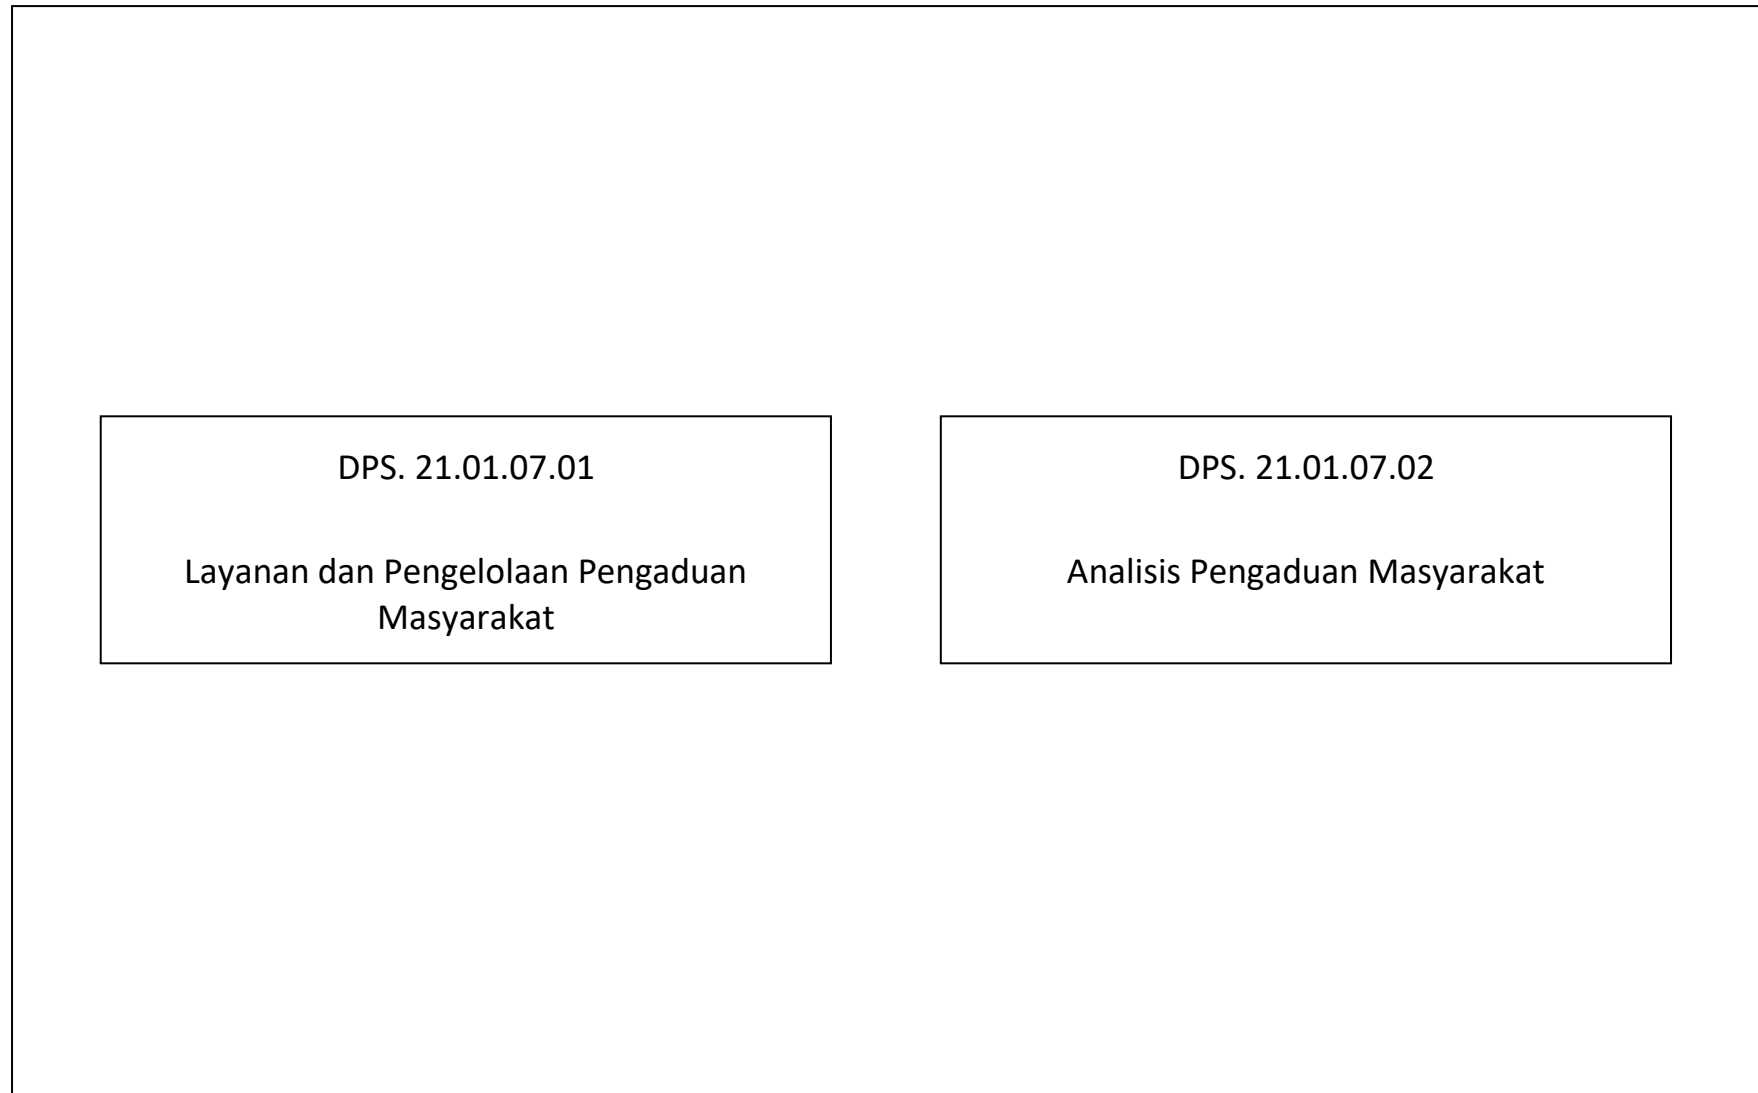 DPS. 21.01.07.01
Layanan dan Pengelolaan Pengaduan
Masyarakat
DPS. 21.01.07.02
Analisis Pengaduan Masyarakat